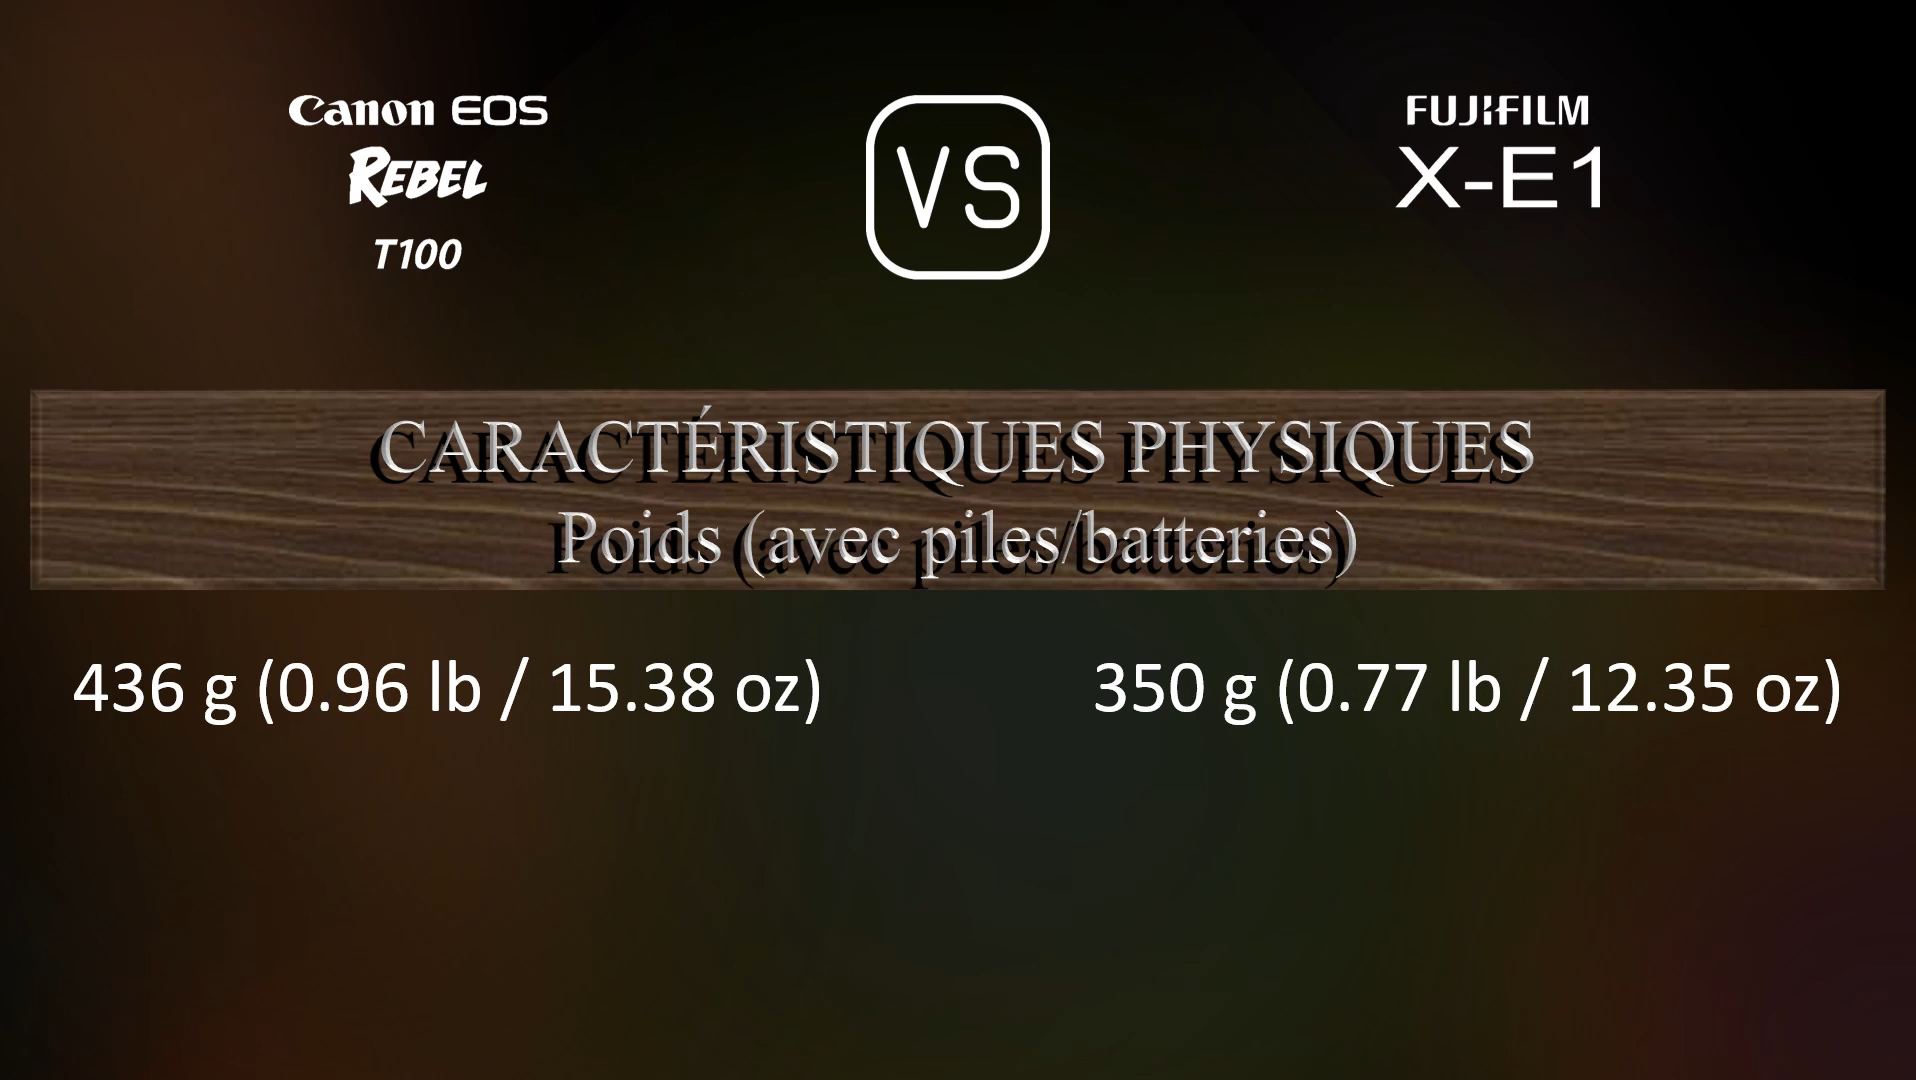 Canon EOS
REBEL
T100
VS
FUJIFILM
X-E1
CARACTÉRISTIQUES PHYSIQUES
Poids (avec piles/batteries)
436 g (0.96 lb / 15.38 oz)
350 g (0.77 lb / 12.35 oz)